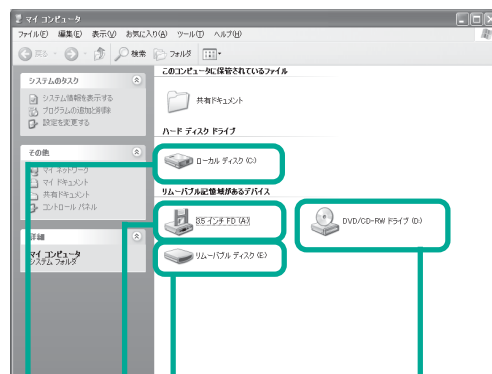 マイ コンピュータ
ファイル(F) 編集(E) 表示(V) お気に入り(A) ツール(T) ヘルプ(H)
戻る 検索 フォルダ
システムのタスク
システム情報を表示する
プログラムの追加と削除
設定を変更する
その他
マイ ネットワーク
マイ ドキュメント
共有ドキュメント
コントロール パネル
詳細
マイ コンピュータ
システム フォルダ
このコンピュータに保管されているファイル
共有ドキュメント
ハード ディスク ドライブ
ローカル ディスク (C:)
リムーバブル記憶域があるデバイス
3.5 インチ FD (A:)
DVD/CD-RW ドライブ (D:)
リムーバブル ディスク (E:)